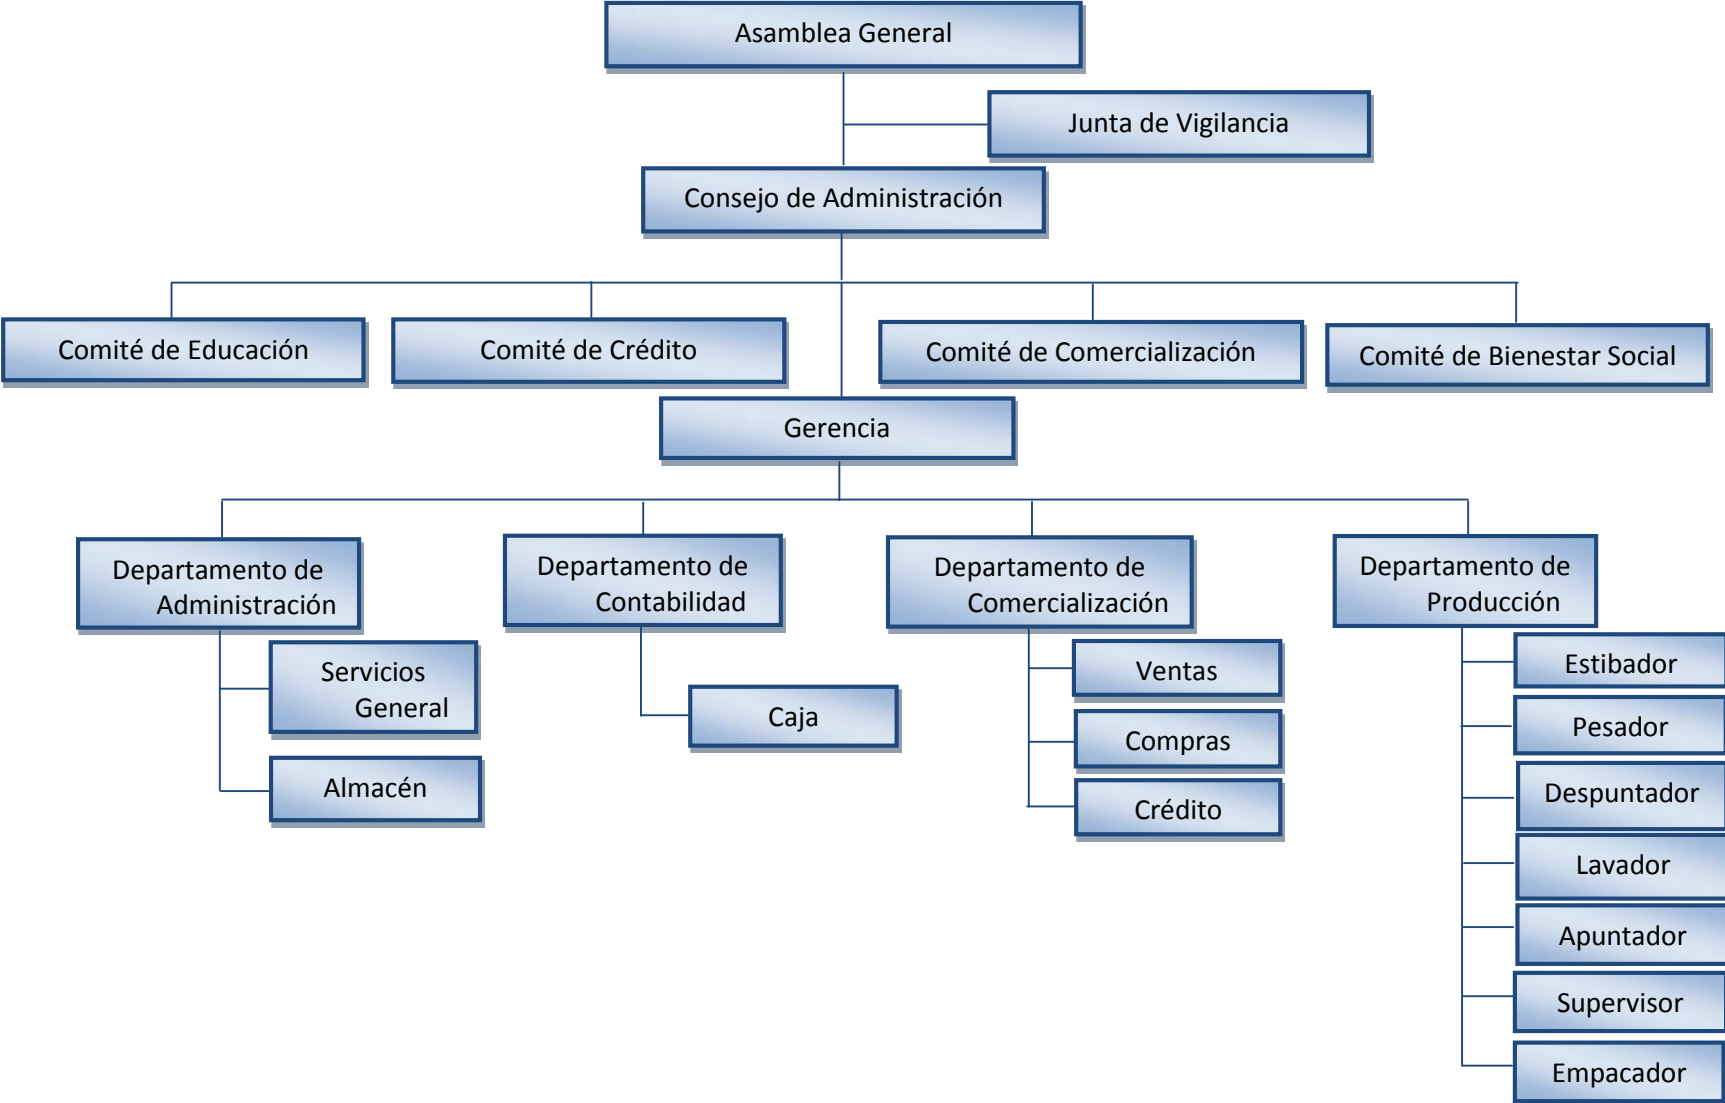 Asamblea General
Junta de Vigilancia
Consejo de Administración
Comité de Educación
Comité de Crédito
Comité de Comercialización
Comité de Bienestar Social
Gerencia
Departamento de
Administración
Departamento de
Contabilidad
Departamento de
Comercialización
Departamento de
Producción
Servicios
General
Almacén
Caja
Ventas
Compras
Crédito
Estibador
Pesador
Despuntador
Lavador
Apuntador
Supervisor
Empacador